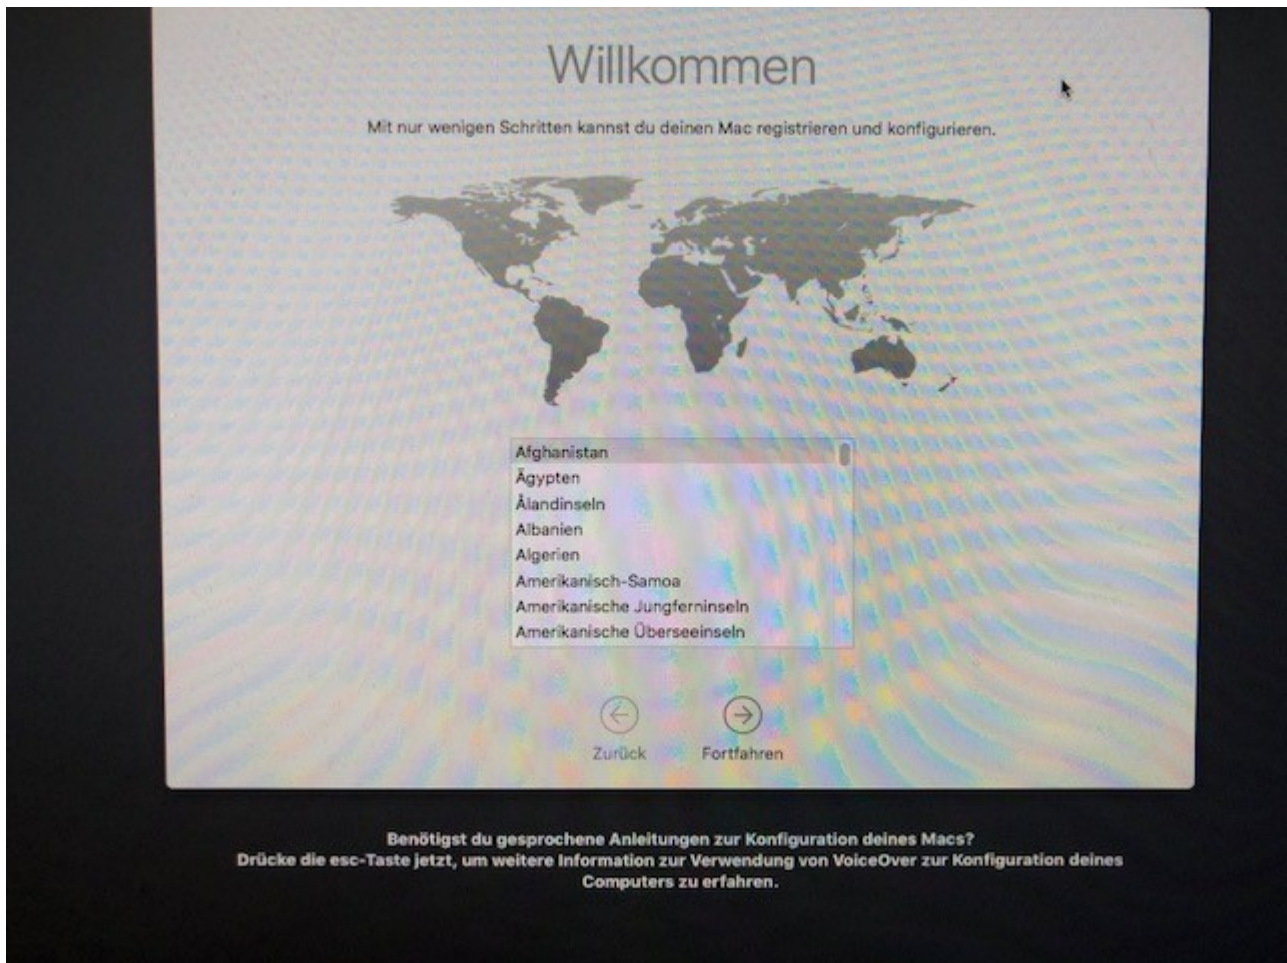 Willkommen
Mit nur wenigen Schritten kannst du deinen Mac registrieren und konfigurieren.
Afghanistan
Ägypten
Ålandinseln
Albanien
Algerien
Amerikanisch-Samoa
Amerikanische Jungferninseln
Amerikanische Überseeinseln
Zurück
Fortfahren
Benötigst du gesprochene Anleitungen zur Konfiguration deines Macs?
Drücke die esc-Taste jetzt, um weitere Information zur Verwendung von VoiceOver zur Konfiguration deines
Computers zu erfahren.